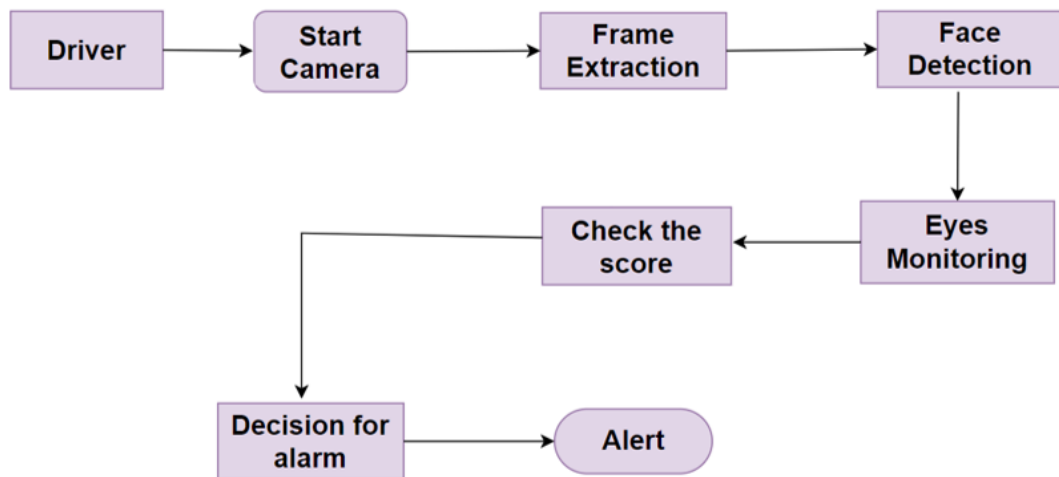 Driver
Start
Camera
Frame
Extraction
Face
Detection
Eyes
Monitoring
Check the
score
Decision for
alarm
Alert